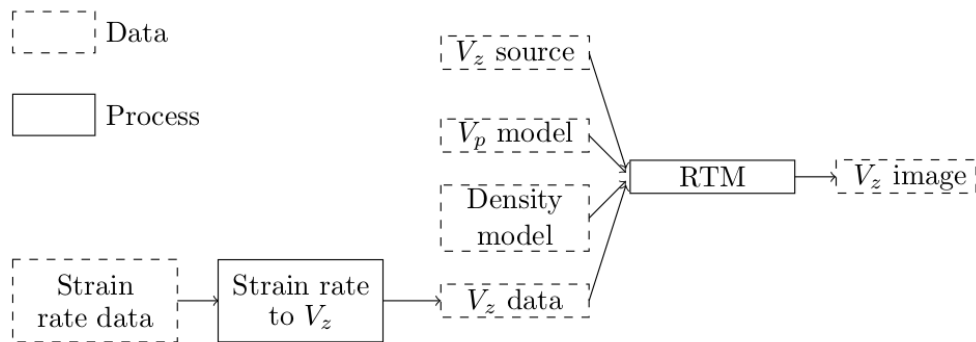 Data
Process
V_z source
V_p model
Density
model
Strain
rate data
Strain rate
to V_z
V_z data
RTM
V_z image